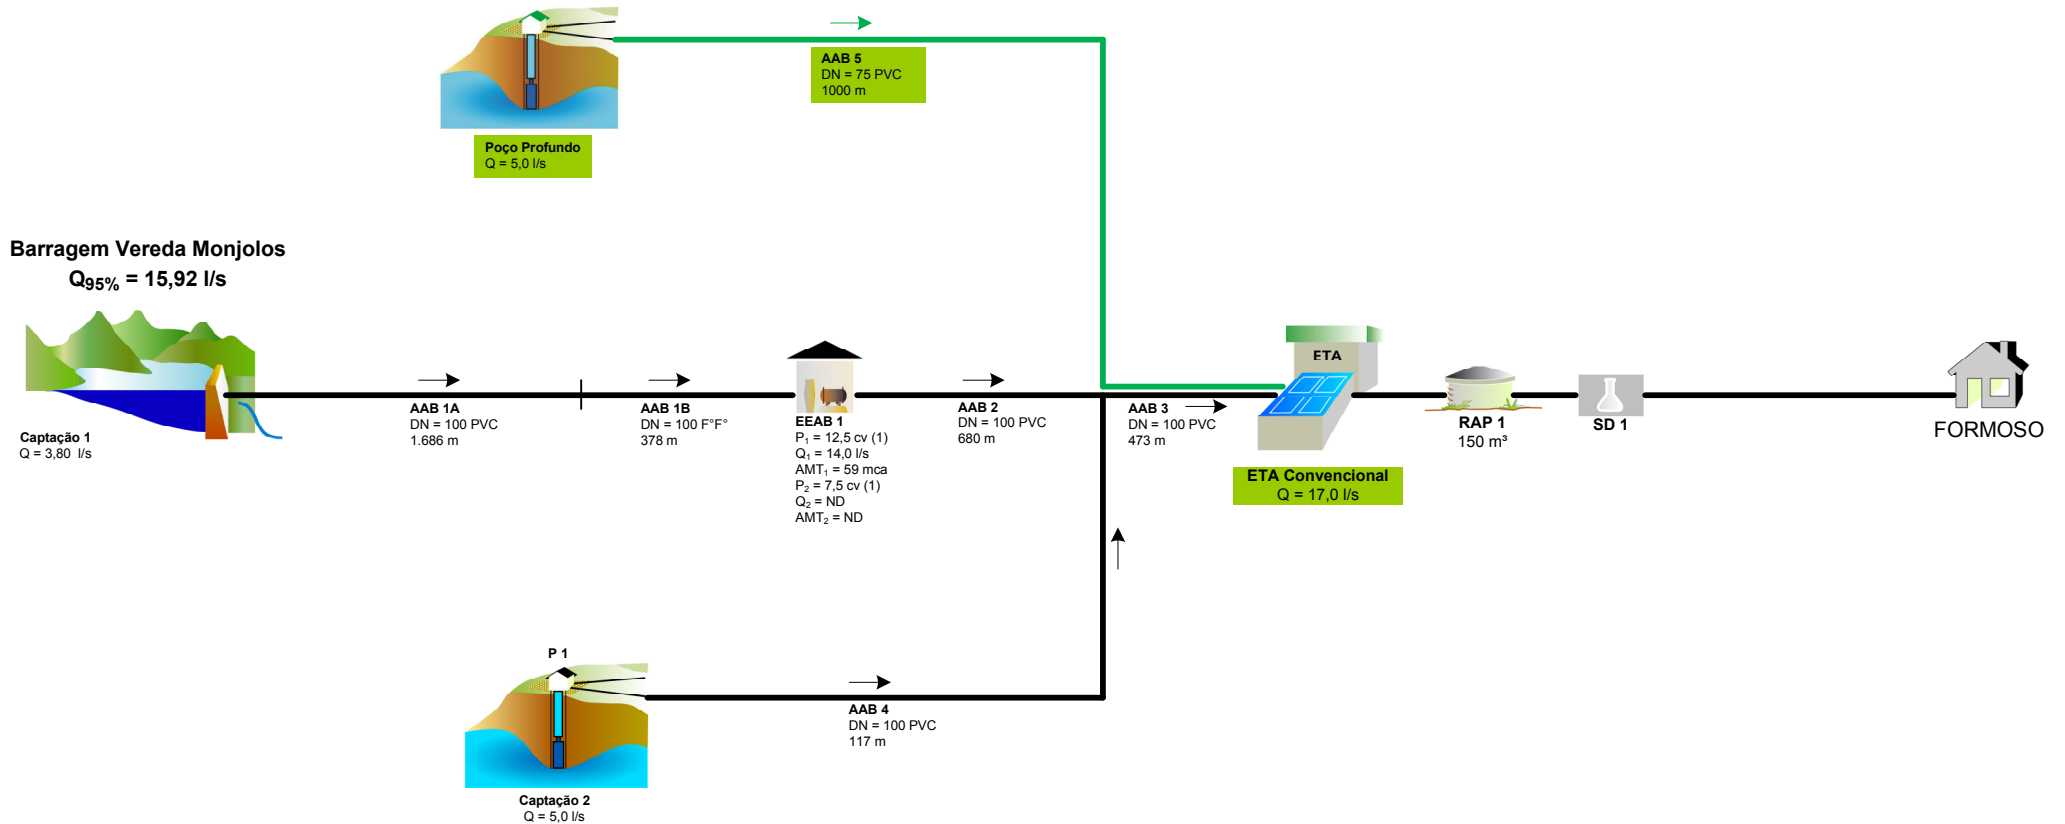 AAB 5
DN = 75 PVC
1000 m
Poço Profundo
Q = 5,0 l/s
Barragem Vereda Monjolos
Q95% = 15,92 l/s
Captação 1
Q = 3,80 l/s
AAB 1A
DN = 100 PVC
1.686 m
AAB 1B
DN = 100 F°F°
378 m
EEAB 1
P1 = 12,5 cv (1)
Q1 = 14,0 l/s
AMT1 = 59 mca
P2 = 7,5 cv (1)
Q2 = ND
AMT2 = ND
AAB 2
DN = 100 PVC
680 m
AAB 3
DN = 100 PVC
473 m
ETA
ETA Convencional
Q = 17,0 l/s
RAP 1
150 m³
SD 1
FORMOSO
P 1
Captação 2
Q = 5,0 l/s
AAB 4
DN = 100 PVC
117 m